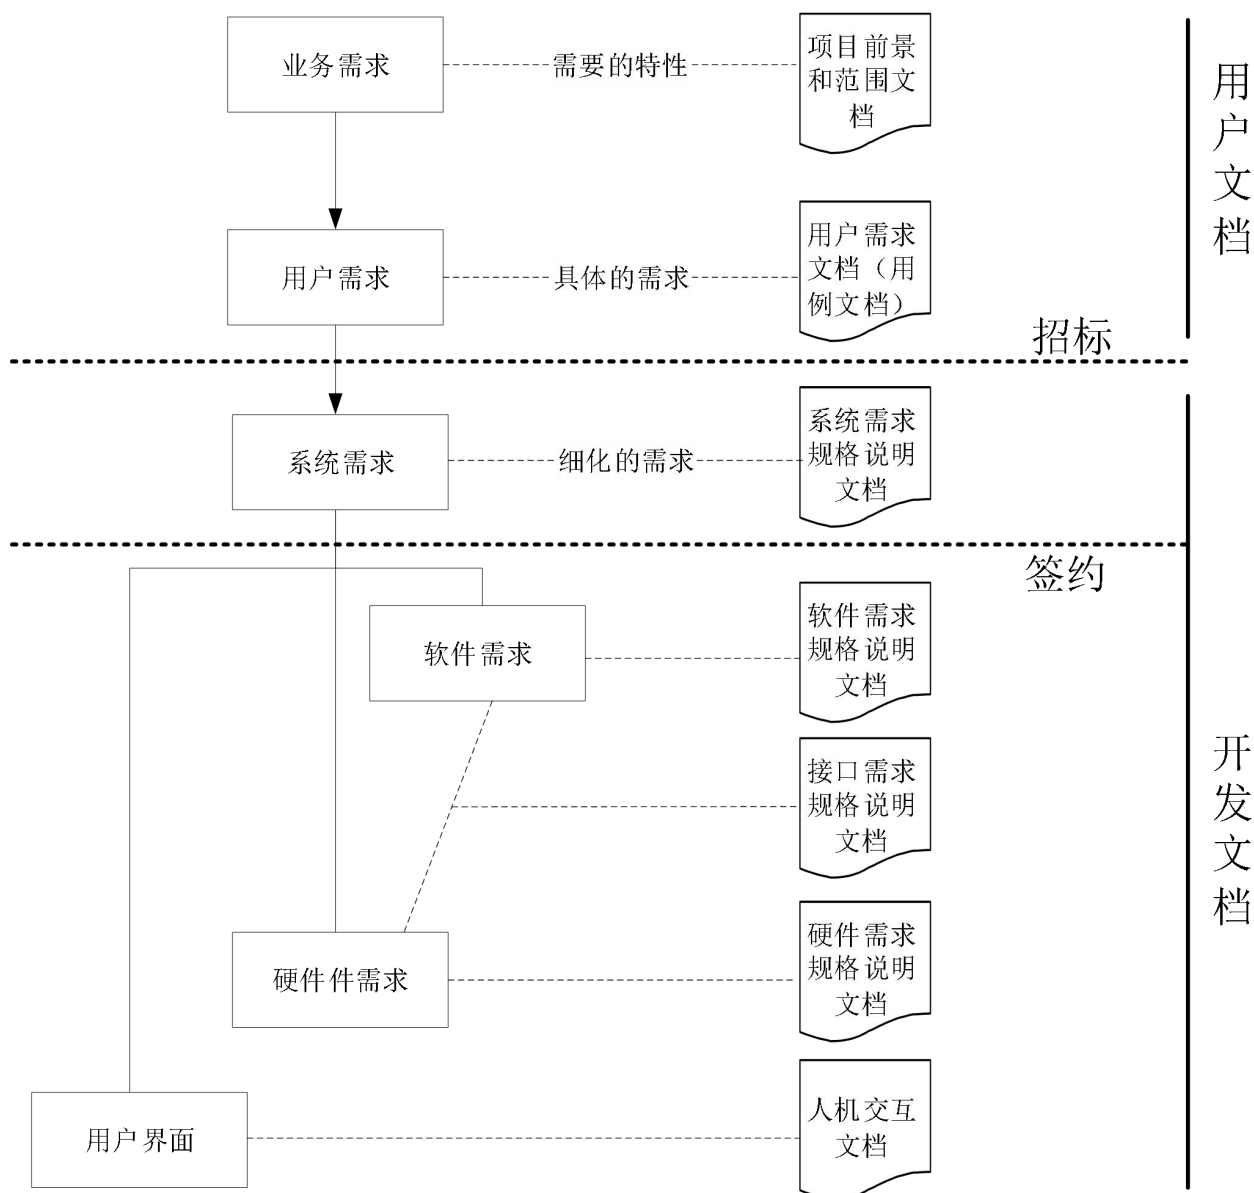 业务需求
需要的特性
项目前景
和范围文
档
用户文档
用户需求
具体的需求
用户需求
文档（用
例文档）
招标
系统需求
细化的需求
系统需求
规格说明
文档
签约
软件需求
软件需求
规格说明
文档
接口需求
规格说明
文档
开发文档
硬件件需求
硬件需求
规格说明
文档
用户界面
人机交互
文档